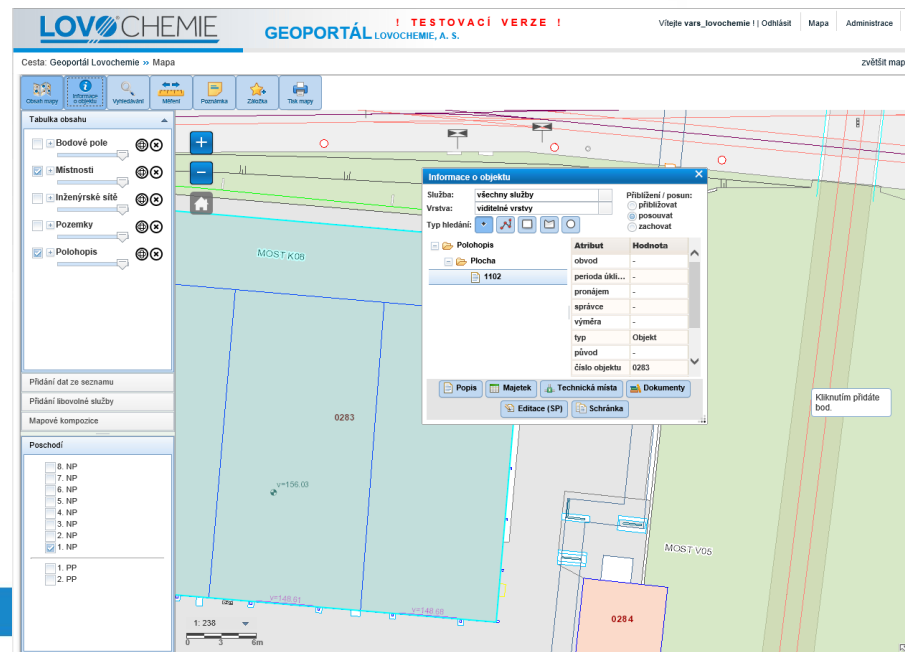 LOVOCHEMIE
GEOPORTÁL LOVOCHEMIE, A. S.
! TESTOVACÍ VERZE !
Vítejte vars_lovochemie ! | Odhlásit
Mapa
Administrace
Cesta: Geoportál Lovochemie » Mapa
zvětšit map
Obsah mapy
Informace o objektu
Vyhledávání
Měření
Poznámka
Záložka
Tisk mapy
Tabulka obsahu
Bodové pole
Místnosti
Inženýrské sítě
Pozemky
Polohopis
Přidání dat ze seznamu
Přidání libovolné služby
Mapové kompozice
Poschodí
8. NP
7. NP
6. NP
5. NP
4. NP
3. NP
2. NP
1. NP
1. PP
2. PP
MOST K08
0283
v=156.03
v=148.61
v=148.68
1: 238
0 3 6m
Informace o objektu
Služba: všechny služby
Vrstva: viditelné vrstvy
Typ hledání:
Přiblížení / posun:
přibližovat
posouvat
zachovat
Polohopis
Plocha
1102
Atribut Hodnota
obvod -
perioda úkli... -
pronájem -
správce -
výměra -
typ Objekt
původ -
číslo objektu 0283
Popis
Majetek
Technická místa
Dokumenty
Editace (SP)
Schránka
Kliknutím přidáte
bod.
MOST V05
0284